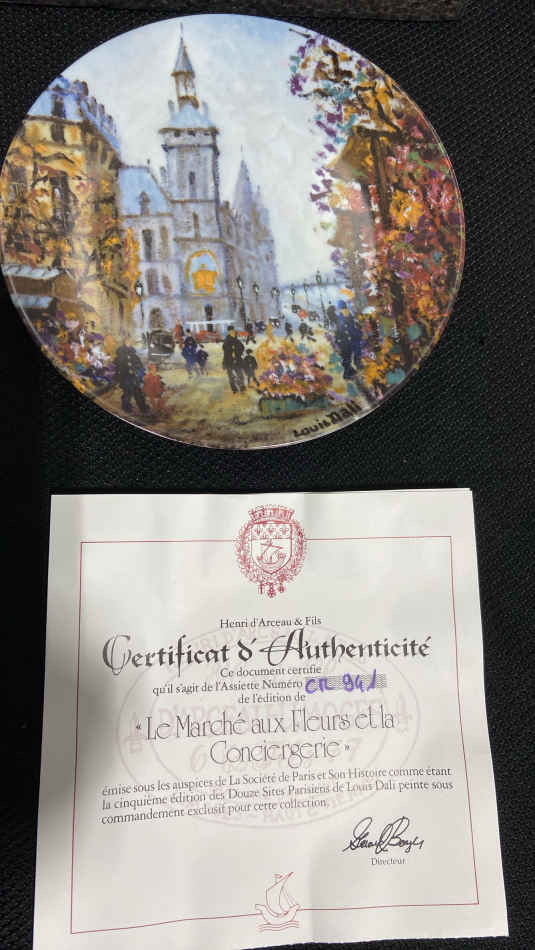 Louis Dali
Henri d'Arceau & Fils
Certificat d'Authenticité
Ce document certifie
qu'il s'agit de l'Assiette Numéro CR 941
de l'édition de
« Le Marché aux Fleurs et la
Conciergerie »
émise sous les auspices de La Société de Paris et Son Histoire comme étant
la cinquième édition des Douze Sites Parisiens de Louis Dali peinte sous
commandement exclusif pour cette collection.
Directeur